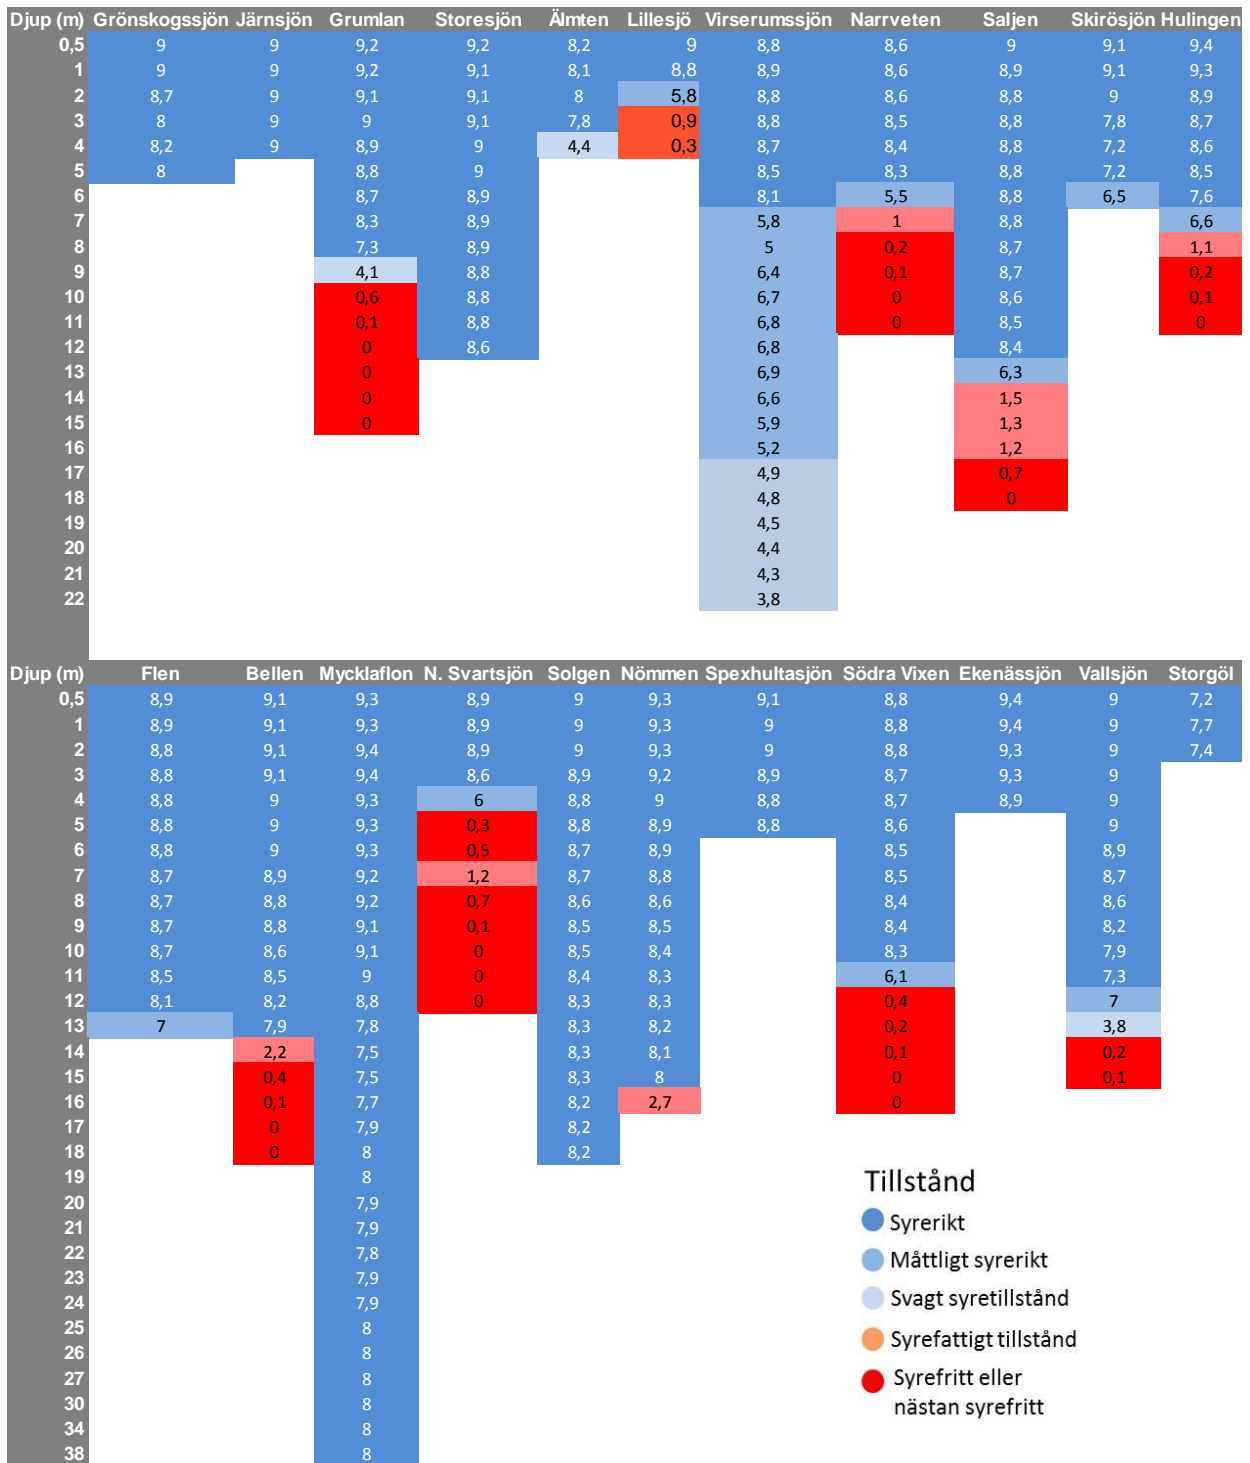 Djup (m) Grönskogssjön Järnsjön Grumlan Storesjön Älmten Lillesjö Virserumssjön Narrveten Saljen Skirösjön Hulingen
0,5 9 9 9,2 9,2 8,2 9 8,8 8,6 9 9,1 9,4
1 9 9 9,2 9,1 8,1 8,8 8,9 8,6 8,9 9,1 9,3
2 8,7 9 9,1 9,1 8 5,8 8,8 8,6 8,8 9 8,9
3 8 9 9 9,1 7,8 0,9 8,8 8,5 8,8 7,8 8,7
4 8,2 9 8,9 9 4,4 0,3 8,7 8,4 8,8 7,2 8,6
5 8 8,8 9 8,5 8,3 8,8 7,2 8,5
6 8,7 8,9 8,1 5,5 8,8 6,5 7,6
7 8,3 8,9 5,8 1 8,8 6,6
8 7,3 8,9 5 0,2 8,7 1,1
9 4,1 8,8 6,4 0,1 8,7 0,2
10 0,6 8,8 6,7 0 8,6 0,1
11 0,1 8,8 6,8 0 8,5 0
12 0 8,6 6,8 8,4
13 0 6,9 6,3
14 0 6,6 1,5
15 0 5,9 1,3
16 5,2 1,2
17 4,9 0,7
18 4,8 0
19 4,5
20 4,4
21 4,3
22 3,8
Djup (m) Flen Bellen Mycklaflon N. Svartsjön Solgen Nömmen Spexhultasjön Södra Vixen Ekenässjön Vallsjön Storgöl
0,5 8,9 9,1 9,3 8,9 9 9,3 9,1 8,8 9,4 9 7,2
1 8,9 9,1 9,3 8,9 9 9,3 9 8,8 9,4 9 7,7
2 8,8 9,1 9,4 8,9 9 9,3 9 8,8 9,3 9 7,4
3 8,8 9,1 9,4 8,6 8,9 9,2 8,9 8,7 9,3 9
4 8,8 9 9,3 6 8,8 9 8,8 8,7 8,9 9
5 8,8 9 9,3 0,3 8,8 8,9 8,8 8,6 9
6 8,8 9 9,3 0,5 8,7 8,9 8,5 8,9
7 8,7 8,9 9,2 1,2 8,7 8,8 8,5 8,7
8 8,7 8,8 9,2 0,7 8,6 8,6 8,4 8,6
9 8,7 8,8 9,1 0,1 8,5 8,5 8,4 8,2
10 8,7 8,6 9,1 0 8,5 8,4 8,3 7,9
11 8,5 8,5 9 0 8,4 8,3 6,1 7,3
12 8,1 8,2 8,8 0 8,3 8,3 0,4 7
13 7 7,9 7,8 8,3 8,2 0,2 3,8
14 2,2 7,5 8,3 8,1 0,1 0,2
15 0,4 7,5 8,3 8 0 0,1
16 0,1 7,7 8,2 2,7 0
17 0 7,9 8,2
18 0 8 8,2
19 8
20 7,9
21 7,9
22 7,8
23 7,9
24 7,9
25 8
26 8
27 8
30 8
34 8
38 8
Tillstånd
Syrerikt
Måttligt syrerikt
Svagt syretillstånd
Syrefattigt tillstånd
Syrefritt eller
nästan syrefritt